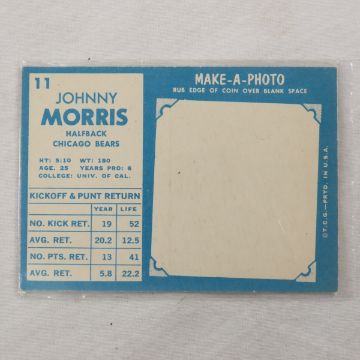 11
JOHNNY
MORRIS
HALFBACK
CHICAGO BEARS
HT: 5:10 WT: 180
AGE: 25 YEARS PRO: 6
COLLEGE: UNIV. OF CAL.
KICKOFF & PUNT RETURN
YEAR LIFE
NO. KICK RET. 19 52
AVG. RET. 20.2 12.5
NO. PTS. RET. 13 41
AVG. RET. 5.8 22.2
MAKE-A-PHOTO
RUB EDGE OF COIN OVER BLANK SPACE
©T.C.G.—PRTD. IN U.S.A.